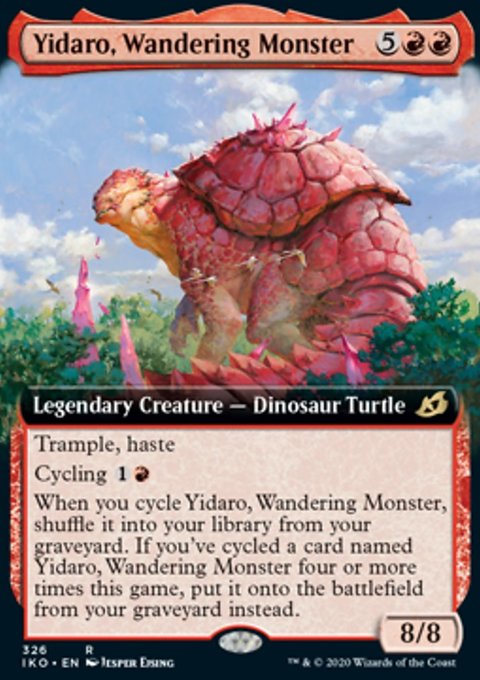 Yidaro, Wandering Monster 5
Legendary Creature — Dinosaur Turtle
Trample, haste
Cycling 1
When you cycle Yidaro, Wandering Monster,
shuffle it into your library from your
graveyard. If you've cycled a card named
Yidaro, Wandering Monster four or more
times this game, put it onto the battlefield
from your graveyard instead.
8/8
326 R
IKO • EN Jesper Ejsing
™ & © 2020 Wizards of the Coast